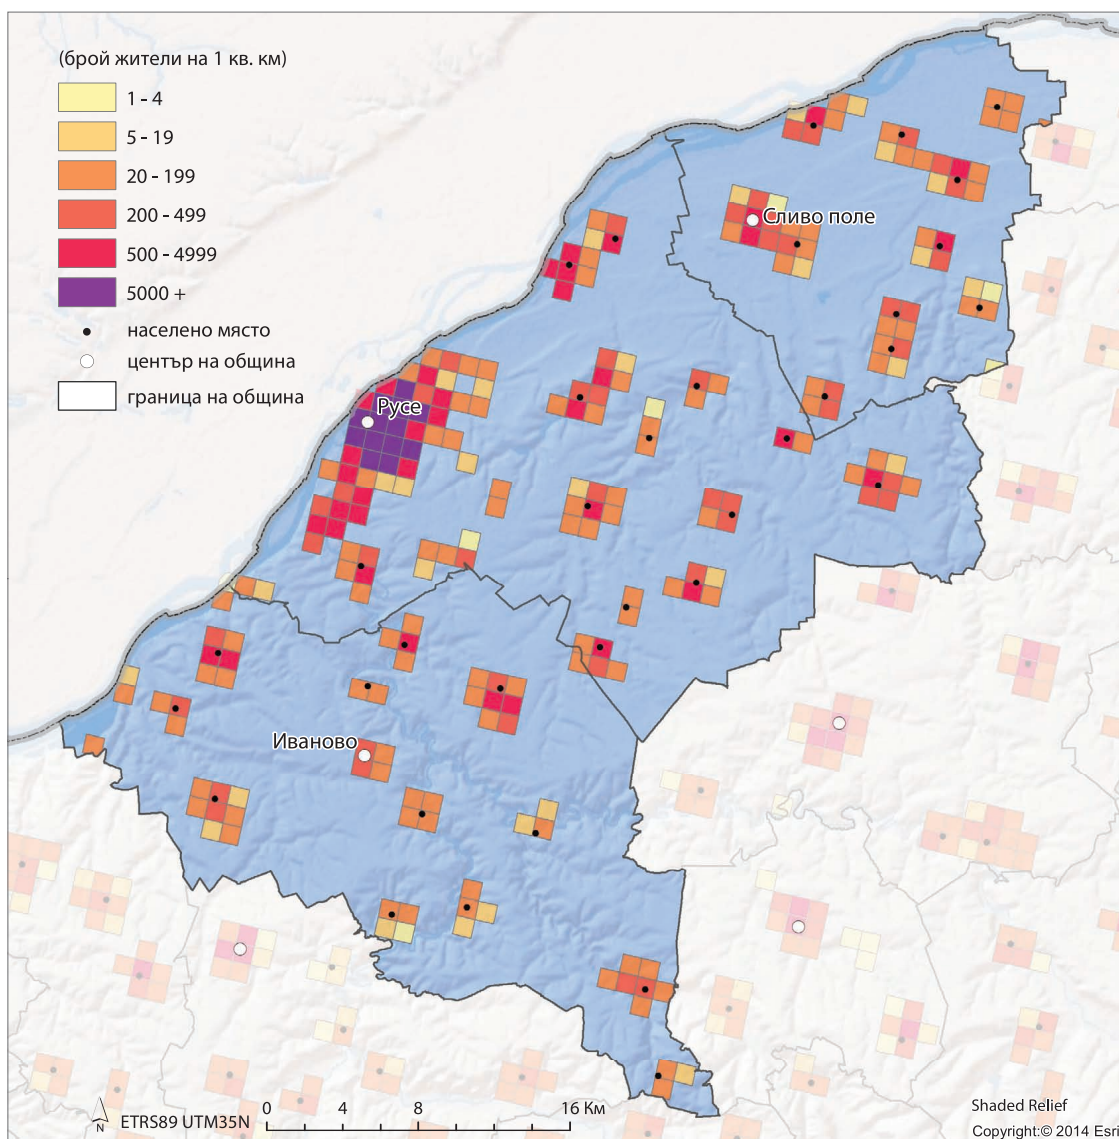 (брой жители на 1 кв. км)
1 - 4
5 - 19
20 - 199
200 - 499
500 - 4999
5000 +
населено място
център на община
граница на община
Сливо поле
Русе
Иваново
N
ETRS89 UTM35N
0 4 8 16 Км
Shaded Relief
Copyright:© 2014 Esri